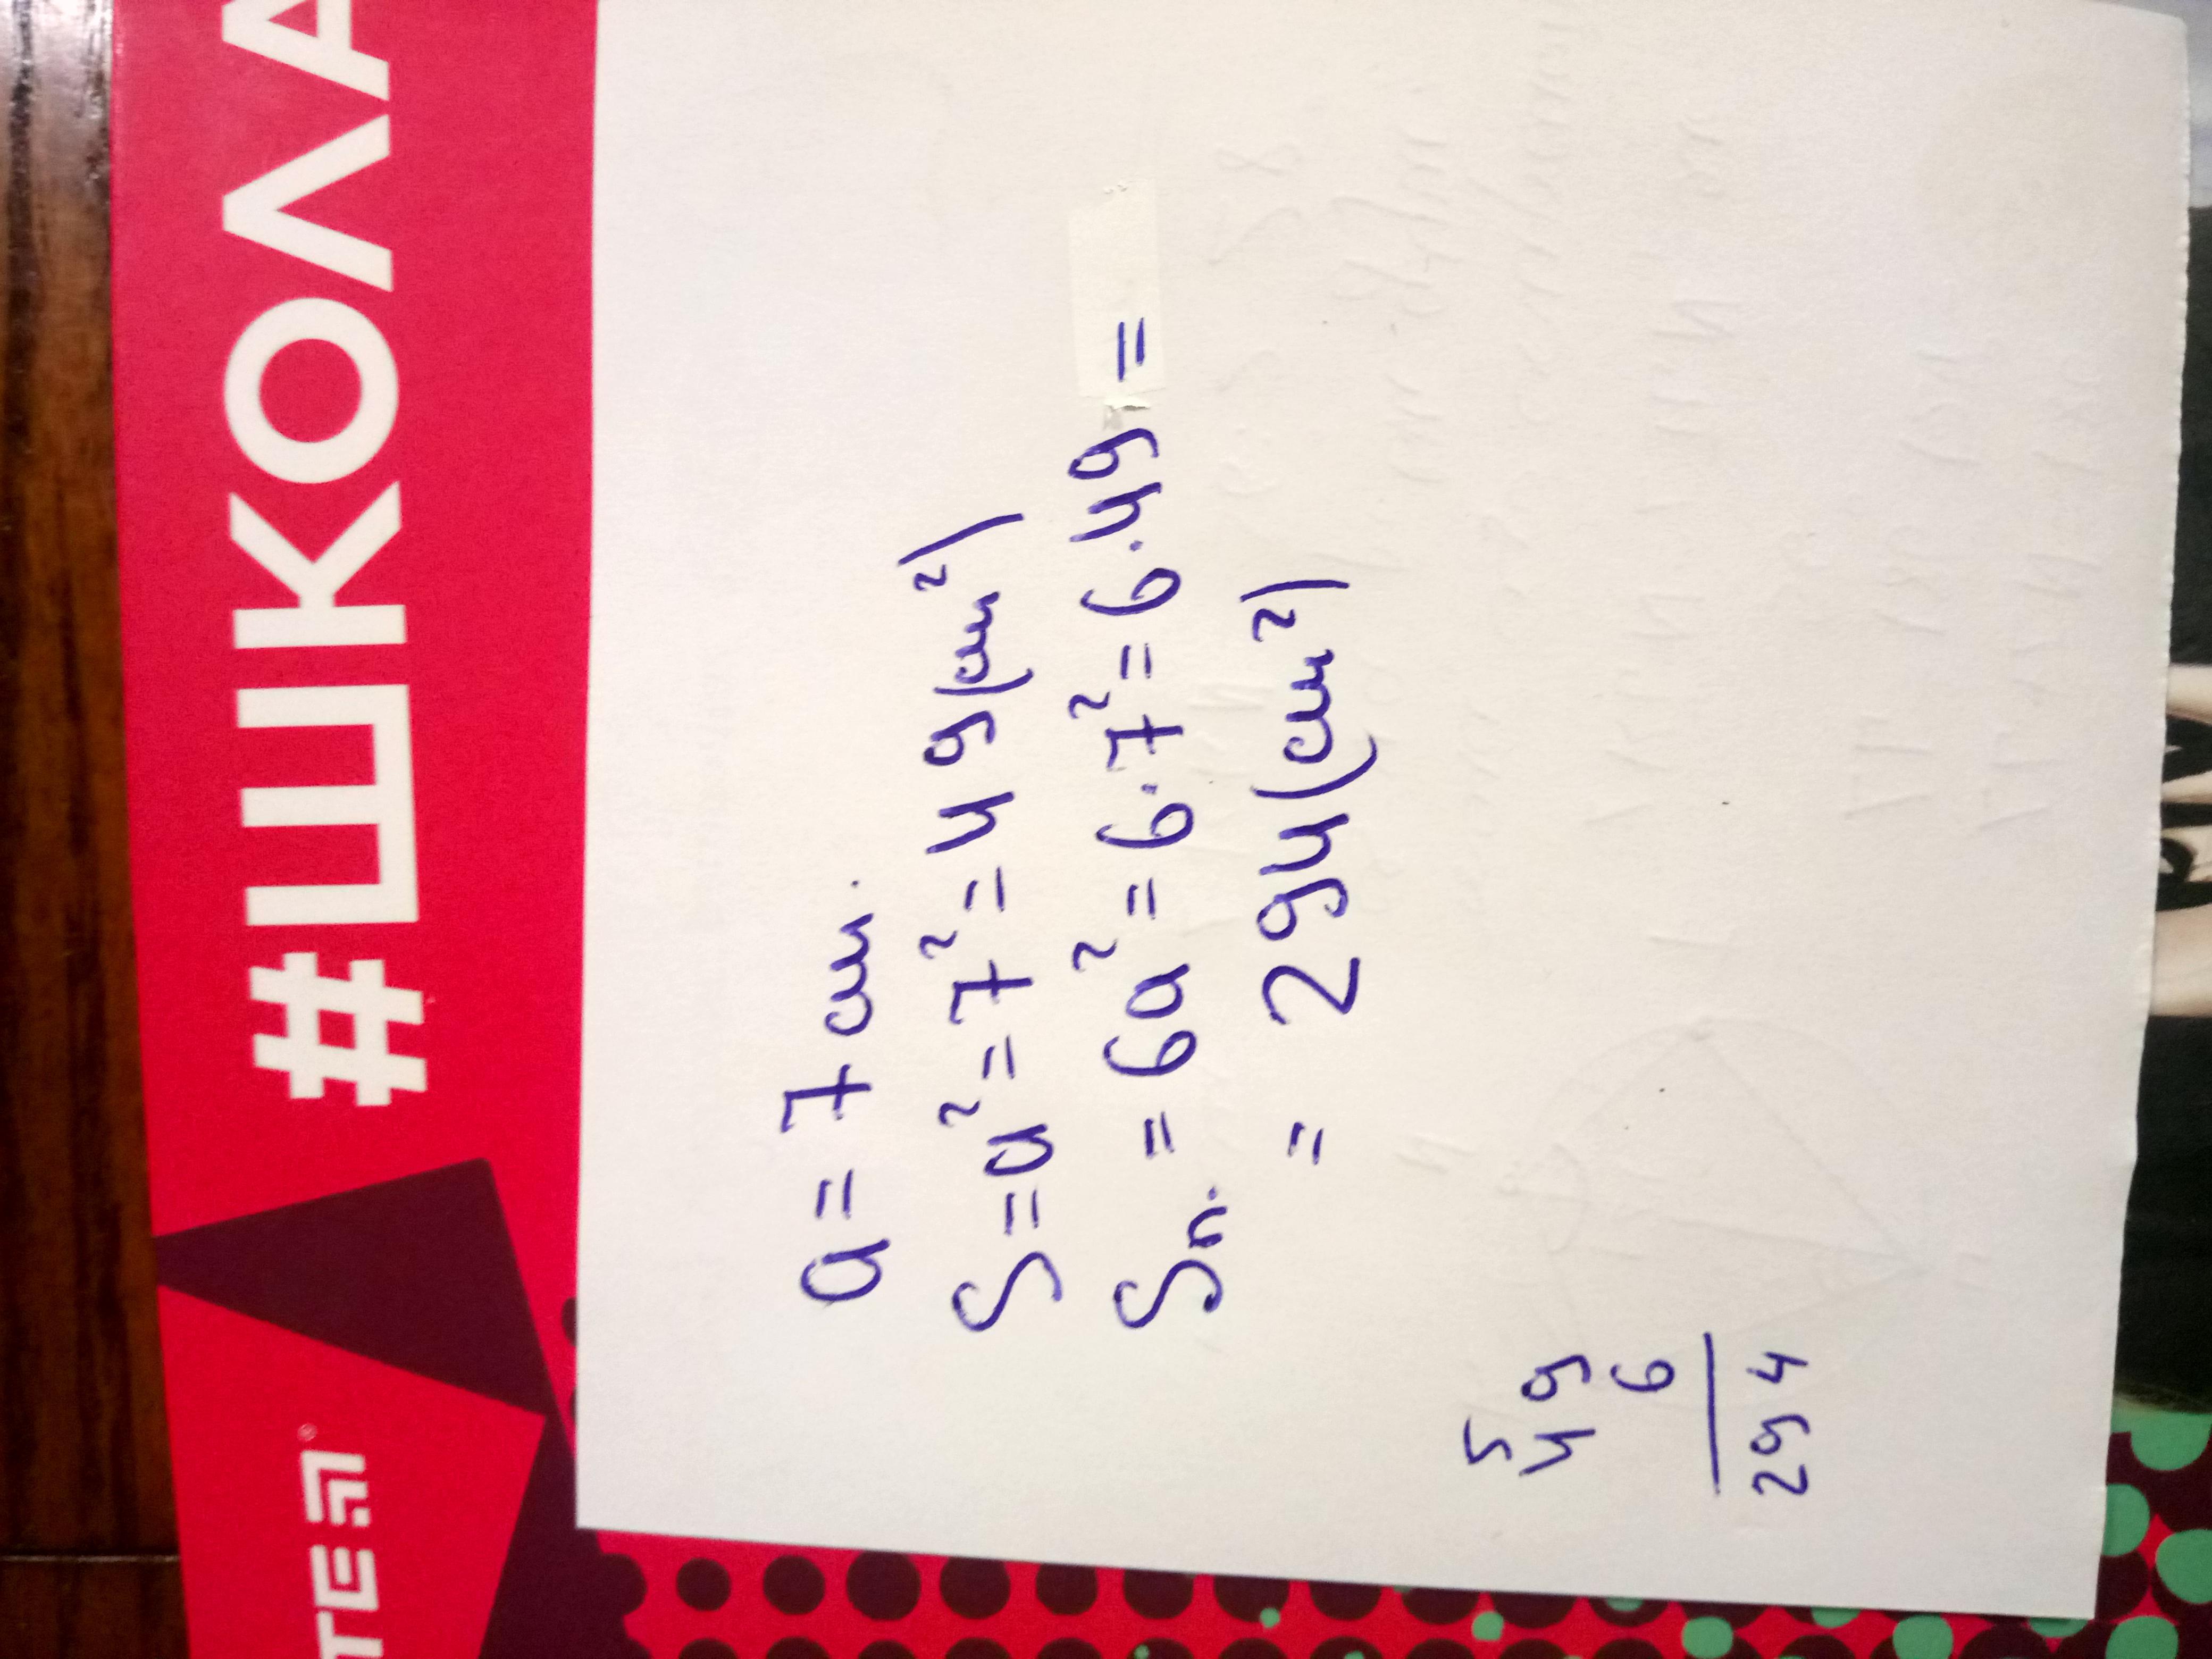 #ШКОЛА
ТЕЛ
a = 7 см.
S = a² = 7² = 49 (см²)
Sп. = 6a² = 6·7² = 6·49 =
= 294 (см²)
5
49
6
294